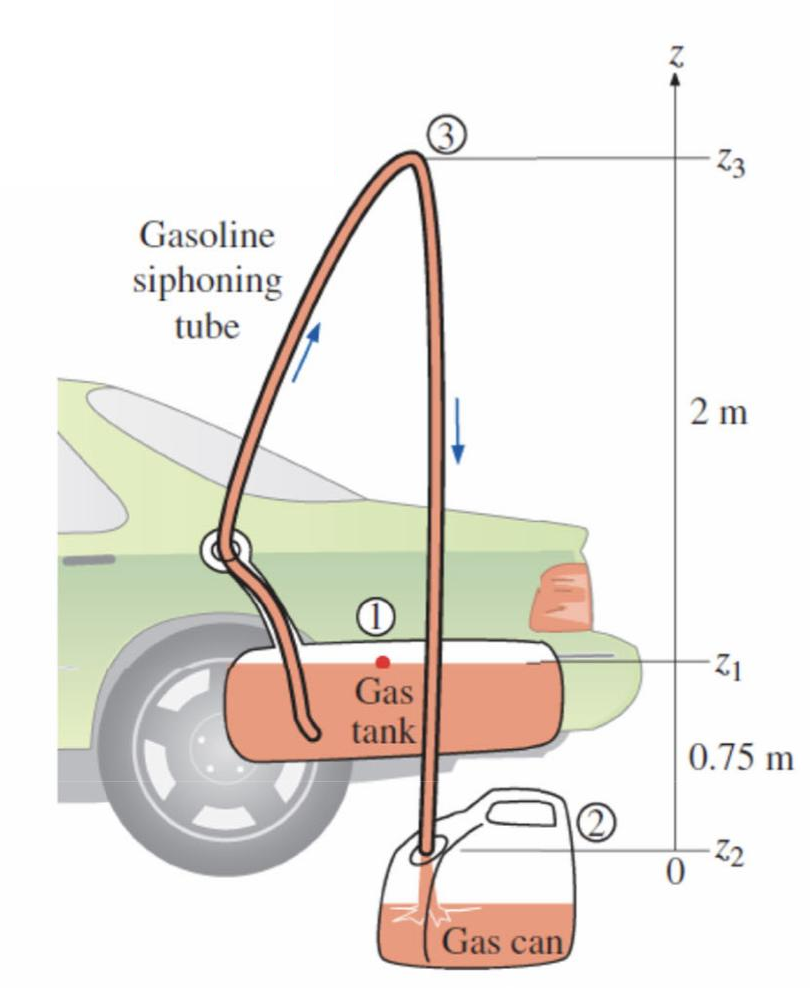 z
③
z3
Gasoline
siphoning
tube
2 m
①
z1
Gas
tank
0.75 m
②
z2
0
Gas can